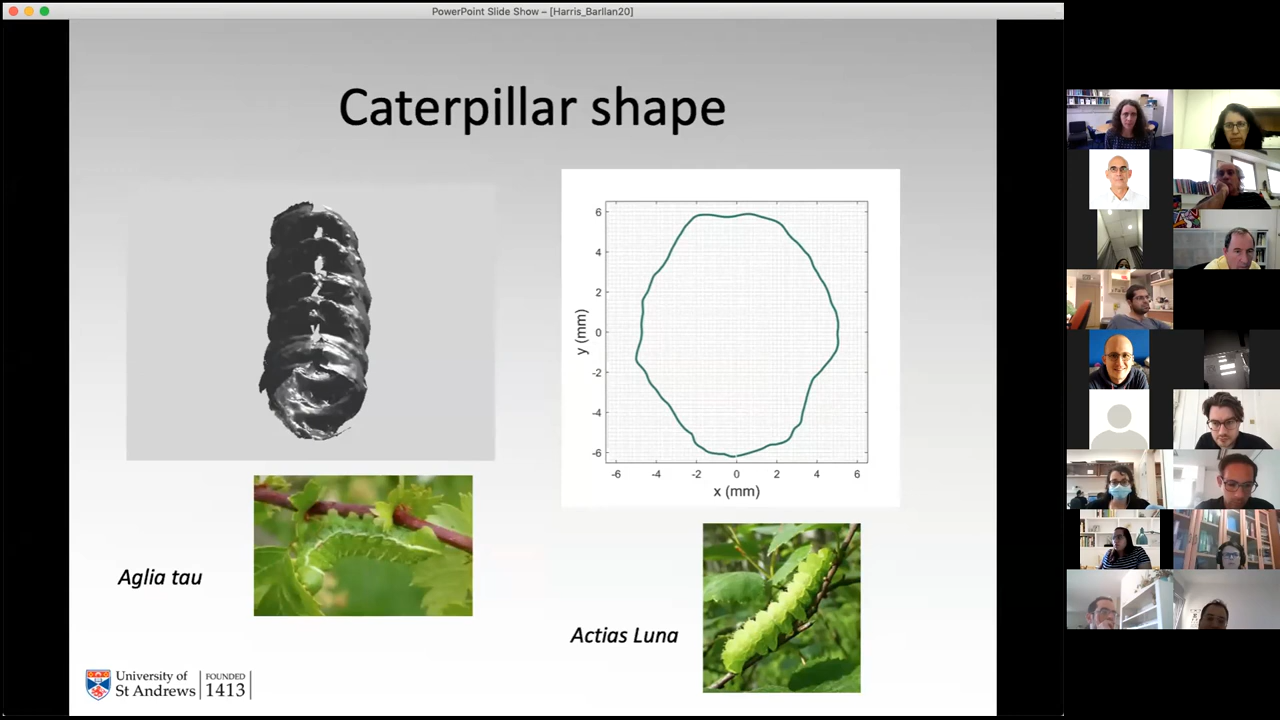 PowerPoint Slide Show – [Harris_BarIlan20]
Caterpillar shape
6
4
2
0
-2
-4
-6
y (mm)
-6 -4 -2 0 2 4 6
x (mm)
Aglia tau
Actias Luna
University of
St Andrews
FOUNDED
1413